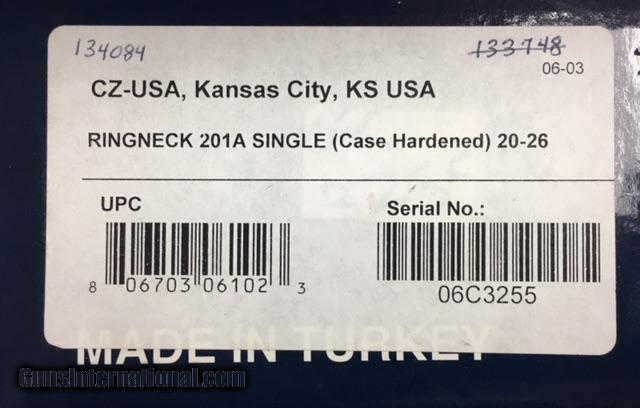 134084
133748
06-03
CZ-USA, Kansas City, KS USA
RINGNECK 201A SINGLE (Case Hardened) 20-26
UPC
Serial No.:
8 06703 06102 3
06C3255
MADE IN TURKEY
GunsInternational.com